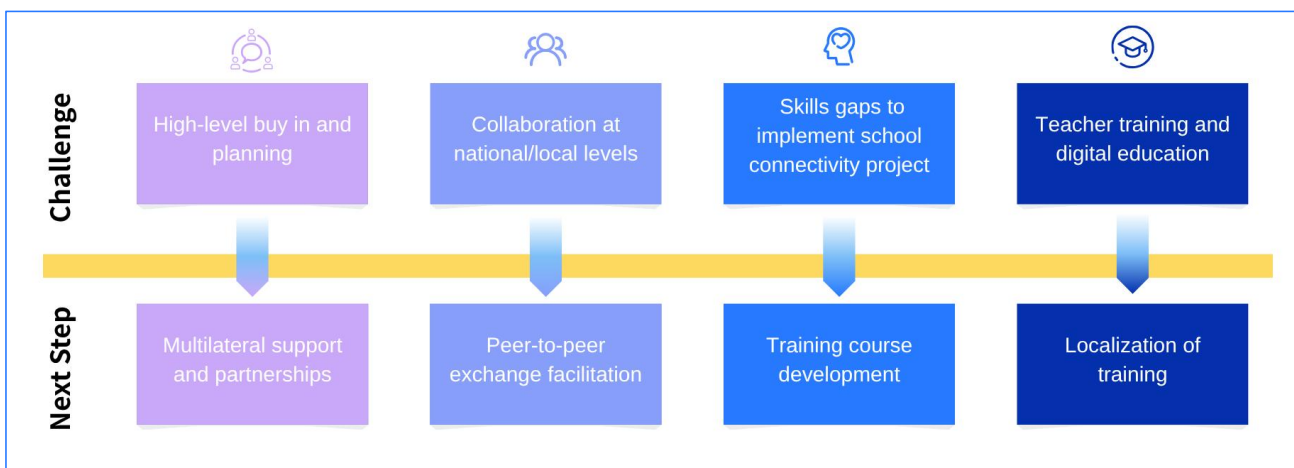 Challenge
High-level buy in and
planning
Collaboration at
national/local levels
Skills gaps to
implement school
connectivity project
Teacher training and
digital education
Next Step
Multilateral support
and partnerships
Peer-to-peer
exchange facilitation
Training course
development
Localization of
training